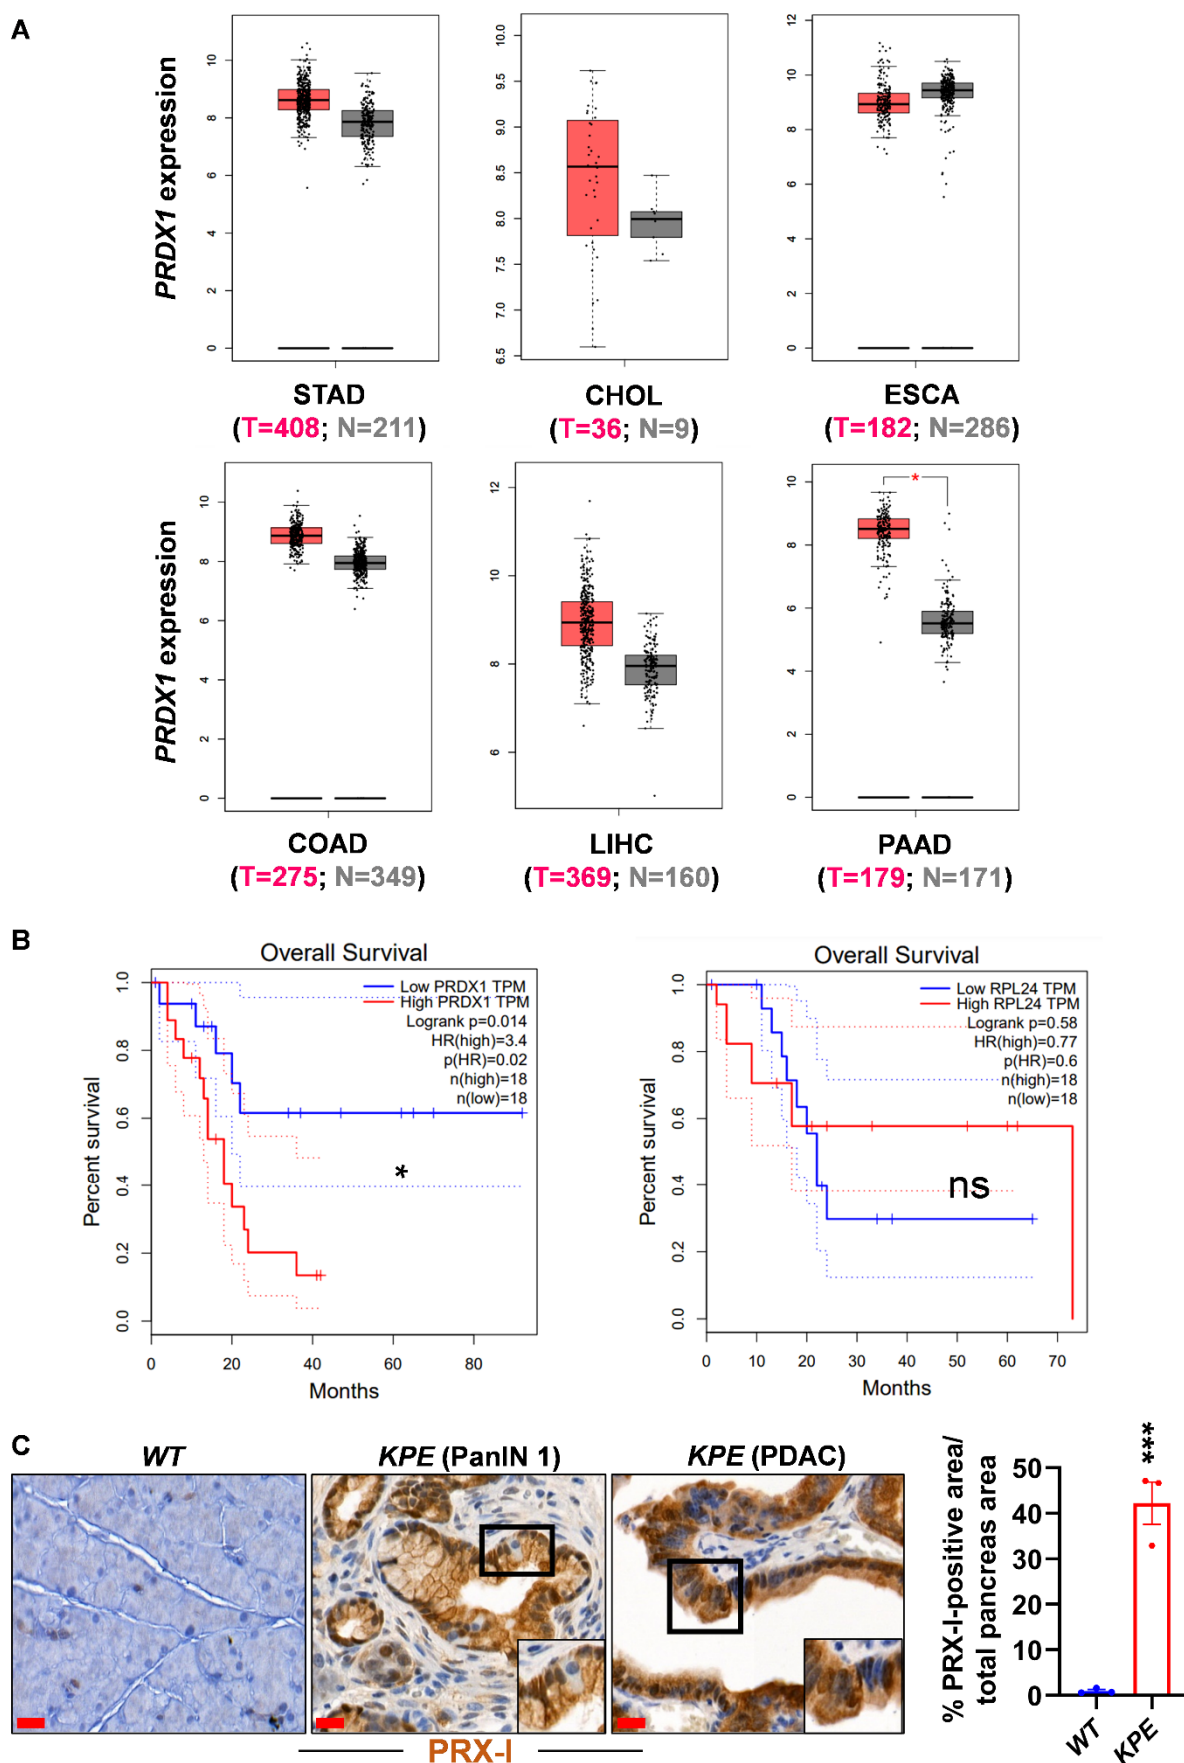 A
PRDX1 expression
0 2 4 6 8 10
STAD
(T=408; N=211)
6.5 7.0 7.5 8.0 8.5 9.0 9.5 10.0
CHOL
(T=36; N=9)
0 2 4 6 8 10 12
ESCA
(T=182; N=286)
PRDX1 expression
0 2 4 6 8 10
COAD
(T=275; N=349)
6 8 10 12
LIHC
(T=369; N=160)
*
0 2 4 6 8 10
PAAD
(T=179; N=171)
B
Overall Survival
Low PRDX1 TPM
High PRDX1 TPM
Logrank p=0.014
HR(high)=3.4
p(HR)=0.02
n(high)=18
n(low)=18
*
Percent survival
0.0 0.2 0.4 0.6 0.8 1.0
0 20 40 60 80
Months
Overall Survival
Low RPL24 TPM
High RPL24 TPM
Logrank p=0.58
HR(high)=0.77
p(HR)=0.6
n(high)=18
n(low)=18
ns
Percent survival
0.0 0.2 0.4 0.6 0.8 1.0
0 10 20 30 40 50 60 70
Months
C
WT
KPE (PanIN 1)
KPE (PDAC)
PRX-I
% PRX-I-positive area/
total pancreas area
50
40
30
20
10
0
***
WT
KPE